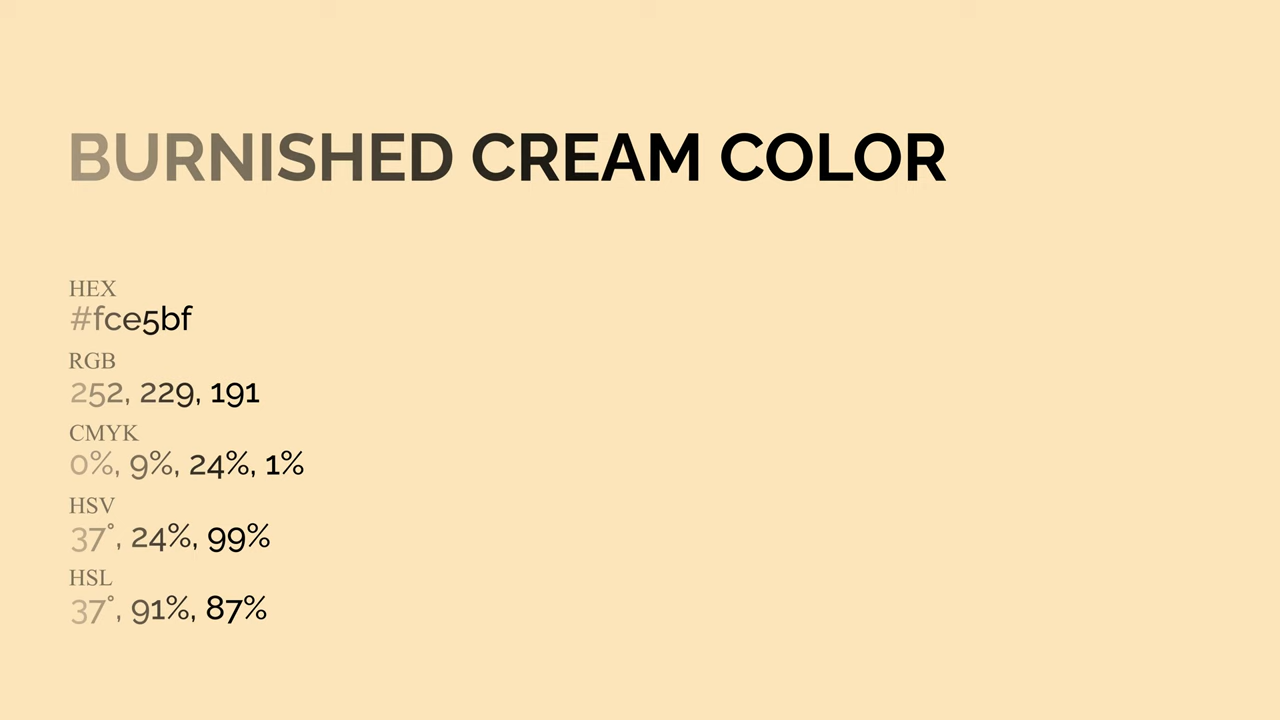 BURNISHED CREAM COLOR
HEX
#fce5bf
RGB
252, 229, 191
CMYK
0%, 9%, 24%, 1%
HSV
37°, 24%, 99%
HSL
37°, 91%, 87%